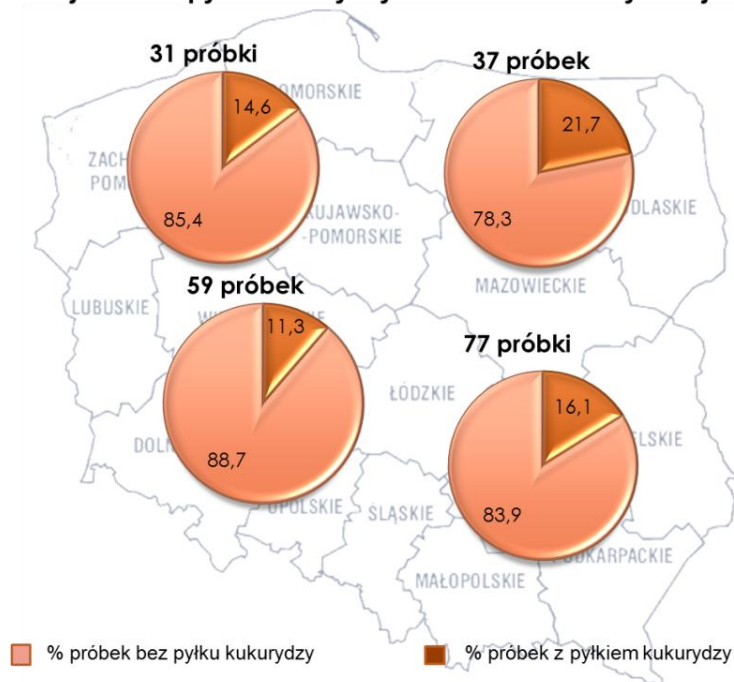 31 próbki
37 próbek
14,6
85,4
21,7
78,3
59 próbek
11,3
88,7
77 próbki
16,1
83,9
LUBUSKIE
-POMORSKIE
MAZOWIECKIE
ŁÓDZKIE
OPOLSKIE
ŚLĄSKIE
MAŁOPOLSKIE
% próbek bez pyłku kukurydzy
% próbek z pyłkiem kukurydzy